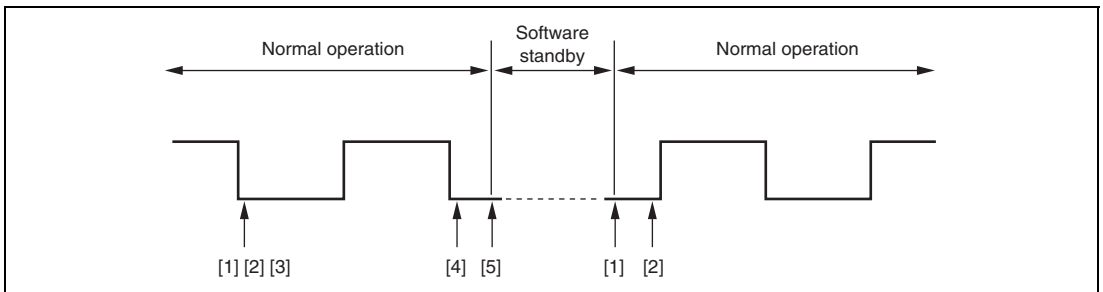 Normal operation
Software
standby
Normal operation
[1] [2] [3]
[4] [5]
[1] [2]